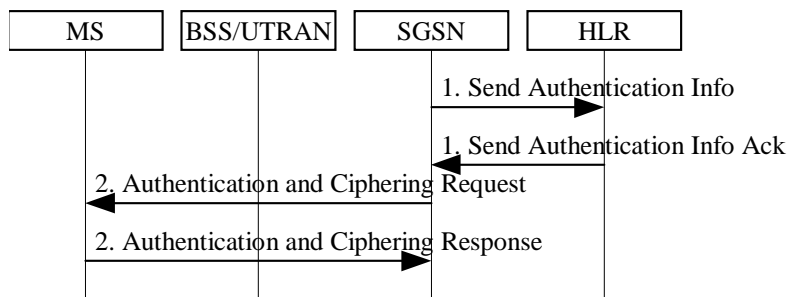 MS BSS/UTRAN SGSN HLR
1. Send Authentication Info
1. Send Authentication Info Ack
2. Authentication and Ciphering Request
2. Authentication and Ciphering Response